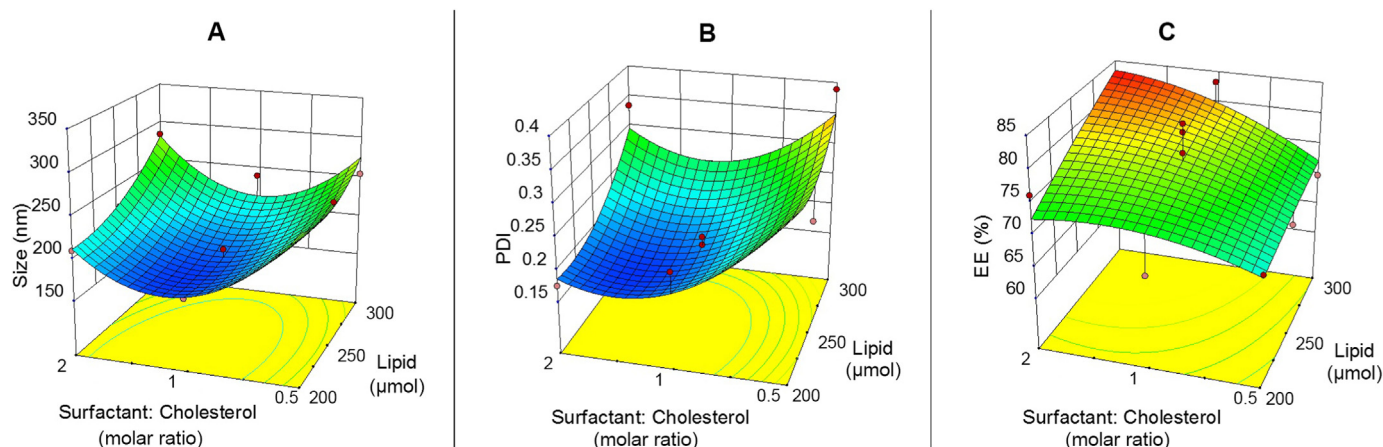 A
350
300
250
200
150
Size (nm)
2
1
0.5
200
250
300
Lipid
(µmol)
Surfactant: Cholesterol
(molar ratio)
B
0.4
0.35
0.3
0.25
0.2
0.15
PDI
2
1
0.5
200
250
300
Lipid
(µmol)
Surfactant: Cholesterol
(molar ratio)
C
85
80
75
70
65
60
EE (%)
2
1
0.5
200
250
300
Lipid
(µmol)
Surfactant: Cholesterol
(molar ratio)